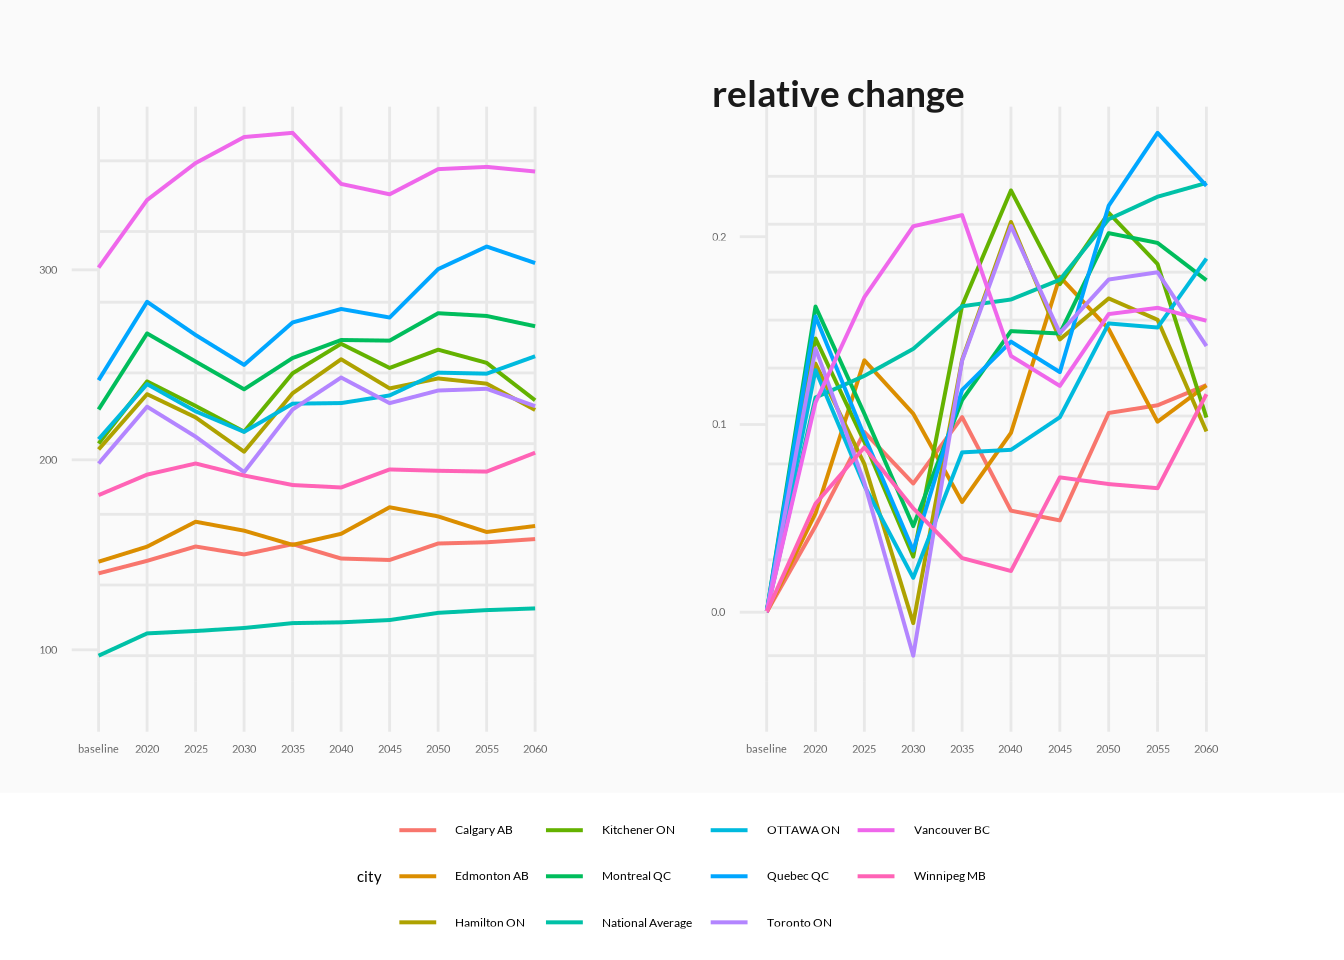 relative change
300
200
100
0.2
0.1
0.0
baseline 2020 2025 2030 2035 2040 2045 2050 2055 2060
baseline 2020 2025 2030 2035 2040 2045 2050 2055 2060
city
Calgary AB Kitchener ON OTTAWA ON Vancouver BC
Edmonton AB Montreal QC Quebec QC Winnipeg MB
Hamilton ON National Average Toronto ON